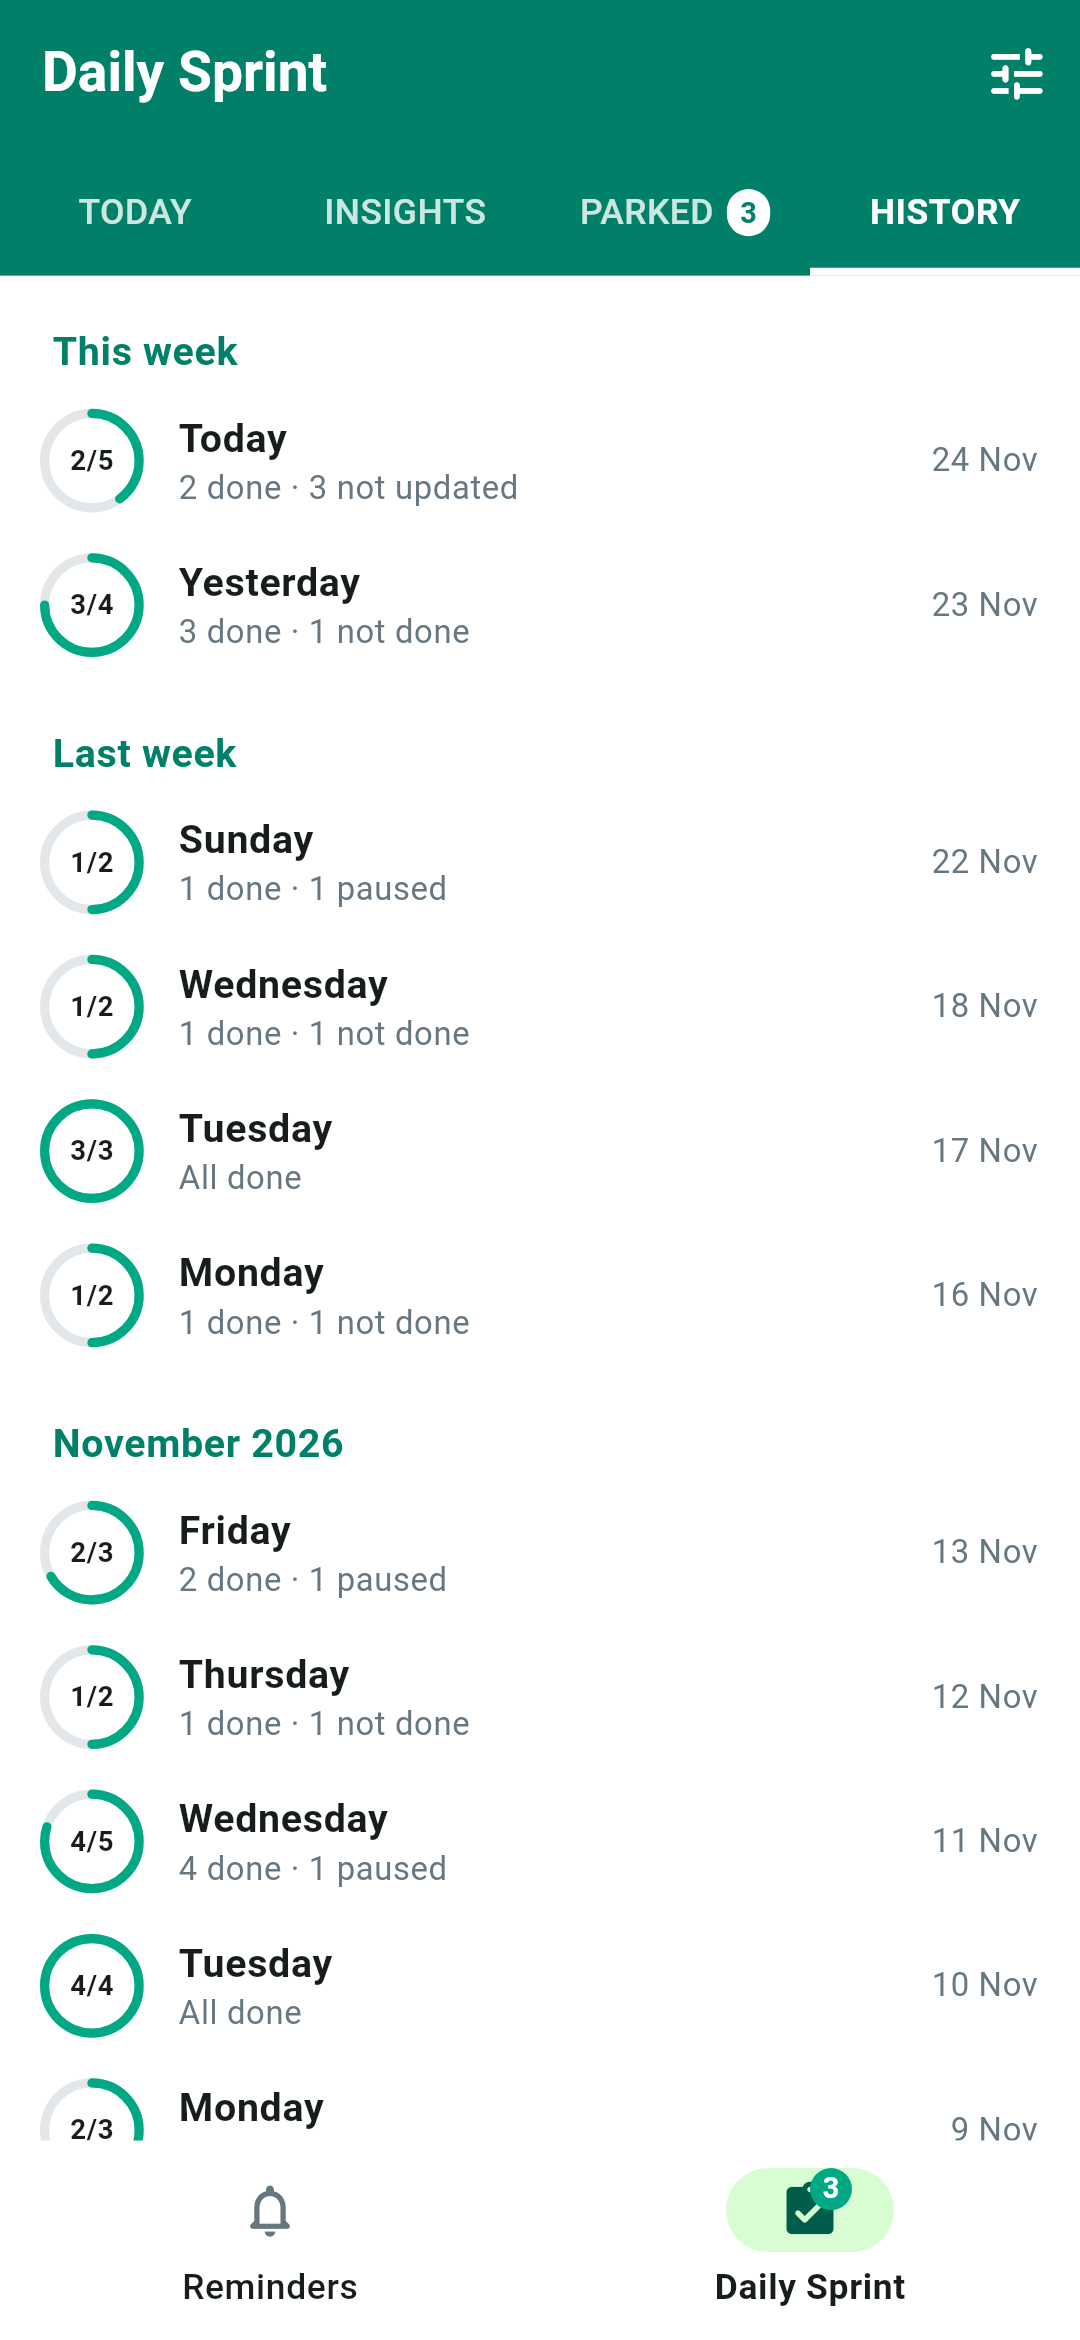 Daily Sprint
TODAY INSIGHTS PARKED 3 HISTORY
This week
2/5
Today
2 done · 3 not updated
24 Nov
3/4
Yesterday
3 done · 1 not done
23 Nov
Last week
1/2
Sunday
1 done · 1 paused
22 Nov
1/2
Wednesday
1 done · 1 not done
18 Nov
3/3
Tuesday
All done
17 Nov
1/2
Monday
1 done · 1 not done
16 Nov
November 2026
2/3
Friday
2 done · 1 paused
13 Nov
1/2
Thursday
1 done · 1 not done
12 Nov
4/5
Wednesday
4 done · 1 paused
11 Nov
4/4
Tuesday
All done
10 Nov
2/3
Monday
9 Nov
3
Reminders Daily Sprint